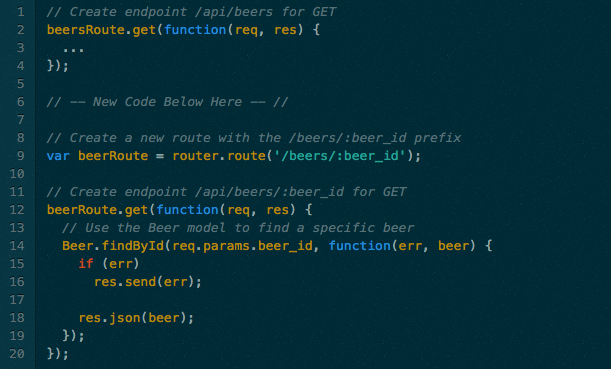 1 // Create endpoint /api/beers for GET
2 beersRoute.get(function(req, res) {
3   ...
4 });
5
6 // -- New Code Below Here -- //
7
8 // Create a new route with the /beers/:beer_id prefix
9 var beerRoute = router.route('/beers/:beer_id');
10
11 // Create endpoint /api/beers/:beer_id for GET
12 beerRoute.get(function(req, res) {
13   // Use the Beer model to find a specific beer
14   Beer.findById(req.params.beer_id, function(err, beer) {
15     if (err)
16       res.send(err);
17
18     res.json(beer);
19   });
20 });